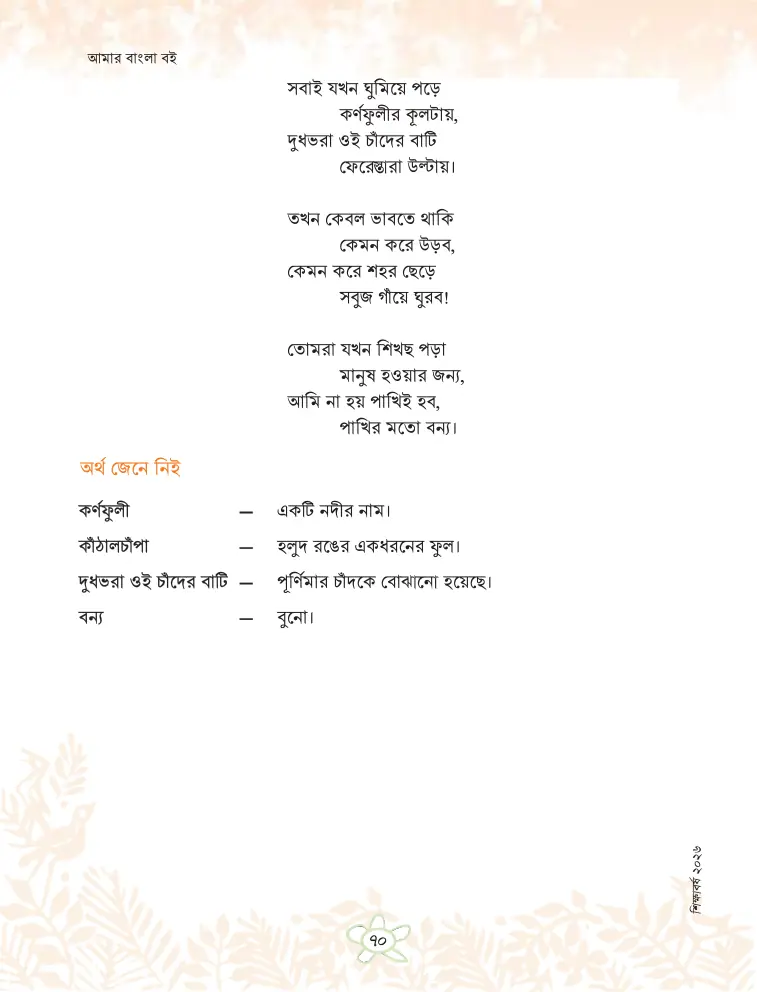 আমার বাংলা বই
সবাই যখন ঘুমিয়ে পড়ে
কর্ণফুলীর কূলটায়,
দুধভরা ওই চাঁদের বাটি
ফেরেস্তারা উল্টায়।
তখন কেবল ভাবতে থাকি
কেমন করে উড়ব,
কেমন করে শহর ছেড়ে
সবুজ গাঁয়ে ঘুরব!
তোমরা যখন শিখছ পড়া
মানুষ হওয়ার জন্য,
আমি না হয় পাখিই হব,
পাখির মতো বন্য।
অর্থ জেনে নিই
কর্ণফুলী – একটি নদীর নাম।
কাঁঠালচাঁপা – হলুদ রঙের একধরনের ফুল।
দুধভরা ওই চাঁদের বাটি – পূর্ণিমার চাঁদকে বোঝানো হয়েছে।
বন্য – বুনো।
শিক্ষাবর্ষ ২০২৬
৭০